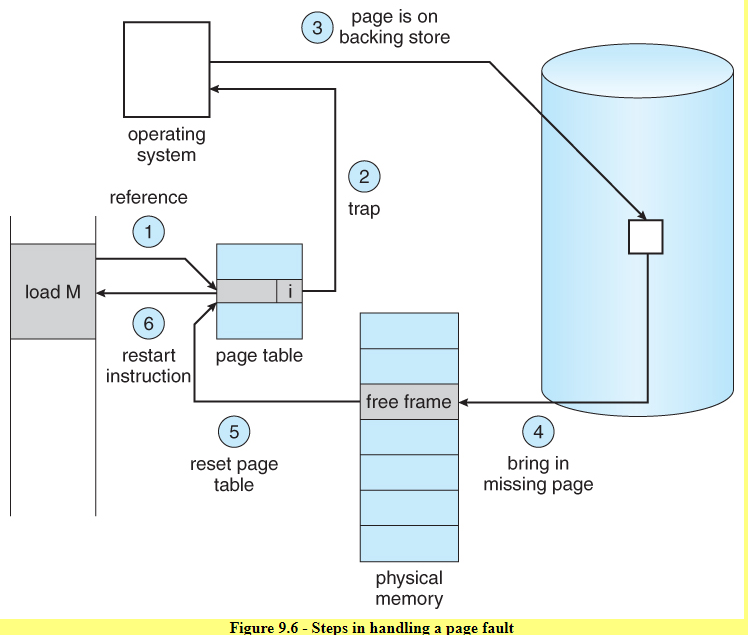 3
page is on
backing store
operating
system
reference
2
trap
1
load M
i
6
restart
instruction
page table
free frame
5
reset page
table
4
bring in
missing page
physical
memory
Figure 9.6 - Steps in handling a page fault